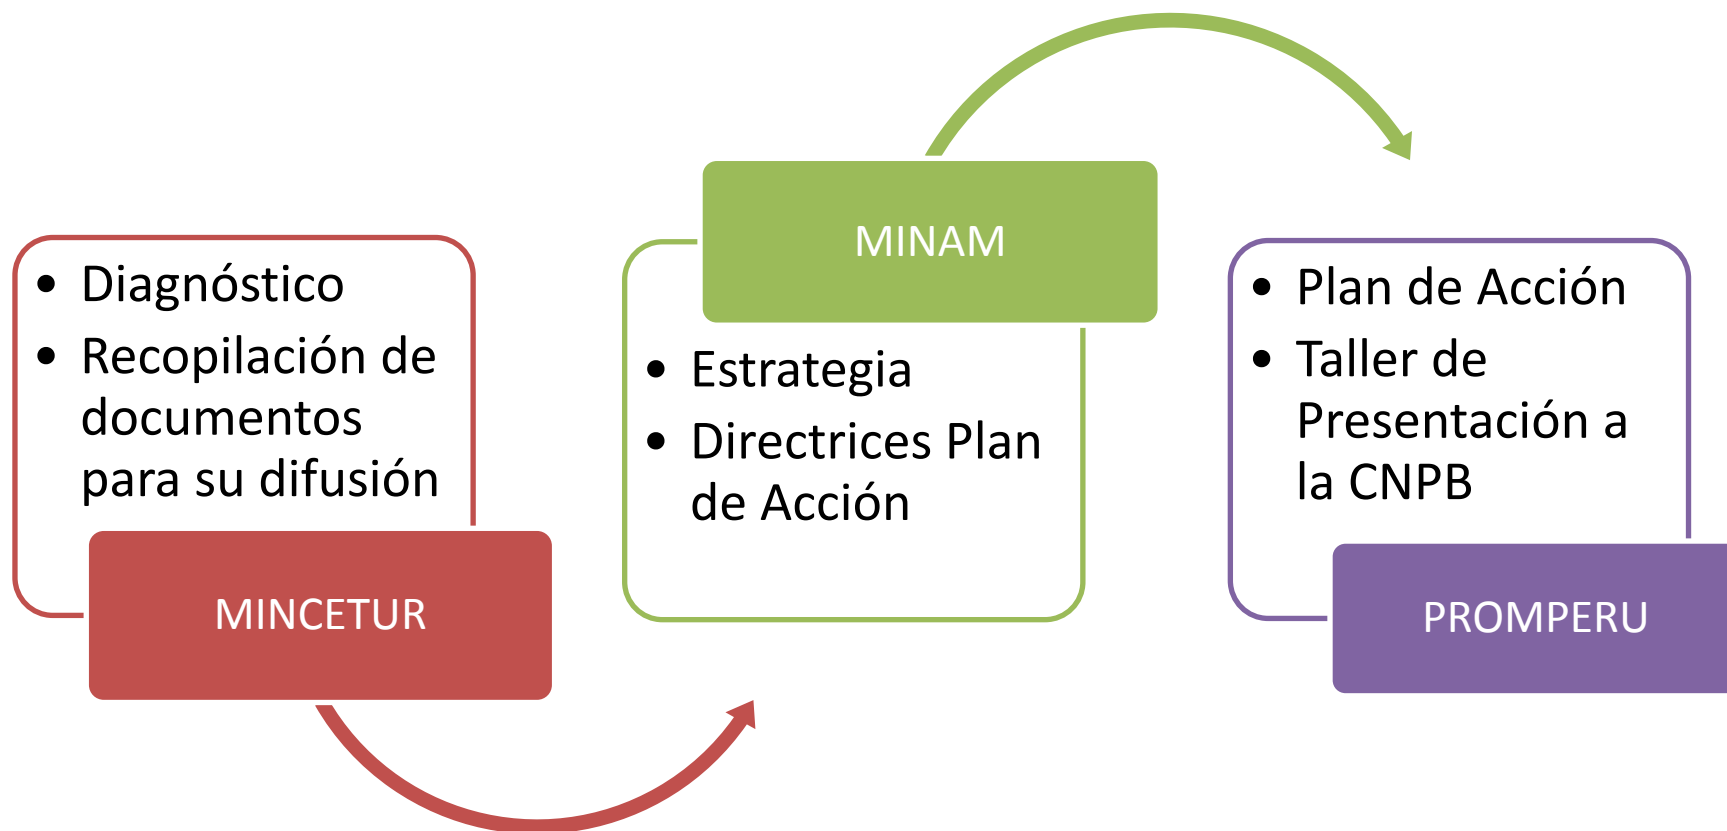 • Diagnóstico
• Recopilación de
documentos
para su difusión
MINCETUR
MINAM
• Estrategia
• Directrices Plan
de Acción
• Plan de Acción
• Taller de
Presentación a
la CNPB
PROMPERU